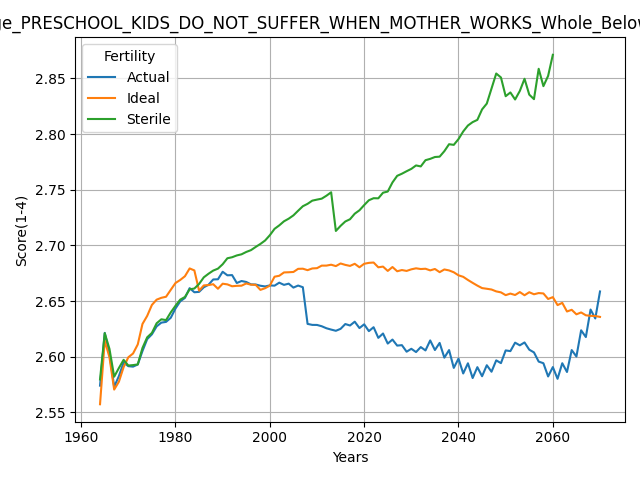 ge_PRESCHOOL_KIDS_DO_NOT_SUFFER_WHEN_MOTHER_WORKS_Whole_Below
Fertility
Actual
Ideal
Sterile
Score(1-4)
2.85
2.80
2.75
2.70
2.65
2.60
2.55
1960 1980 2000 2020 2040 2060
Years